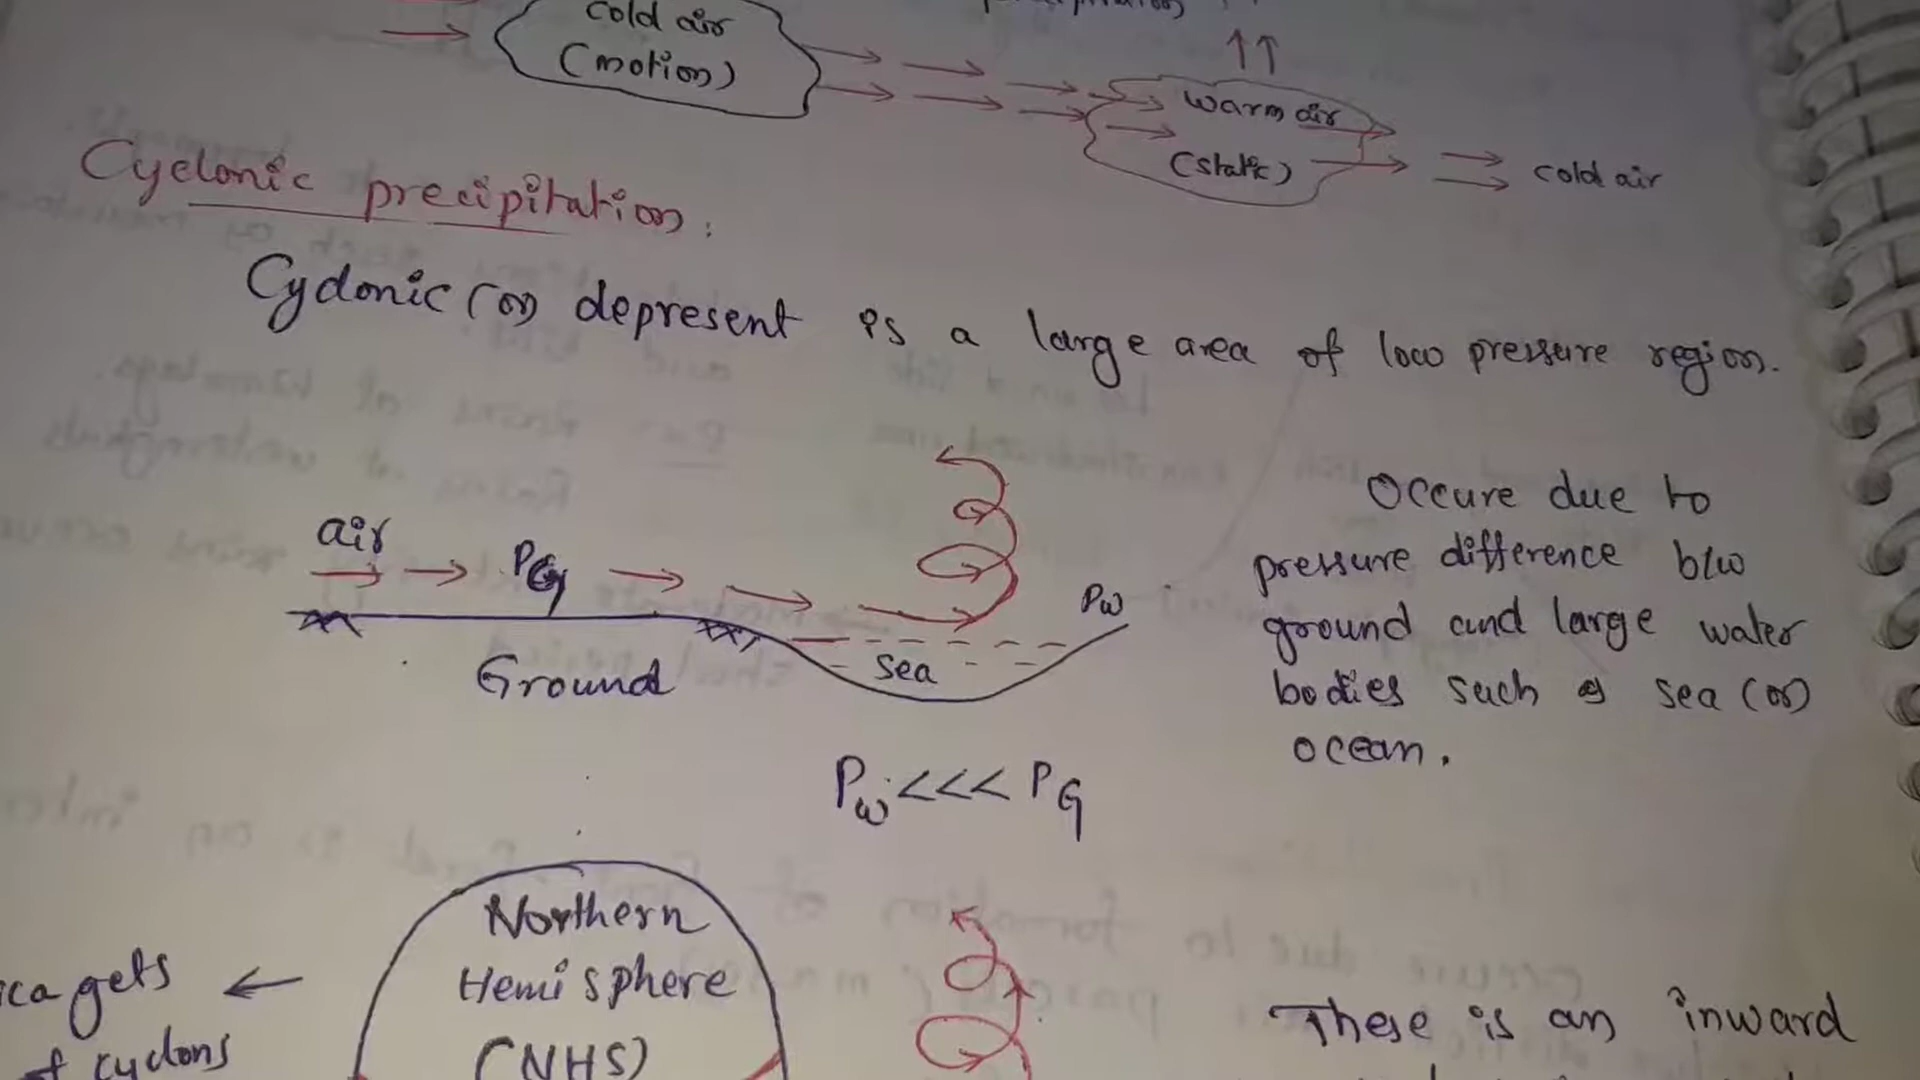 cold air
(motion)
warm air
(static)
cold air
Cyclonic precipitation:
Cyclonic (or) depresent is a large area of low pressure region.
air
PG
Pw
Sea
Ground
Occure due to
pressure difference b/w
ground and large water
bodies such as sea (or)
ocean.
Pw <<< PG
Northern
Hemisphere
(NHS)
gets
of cyclons
These is an inward